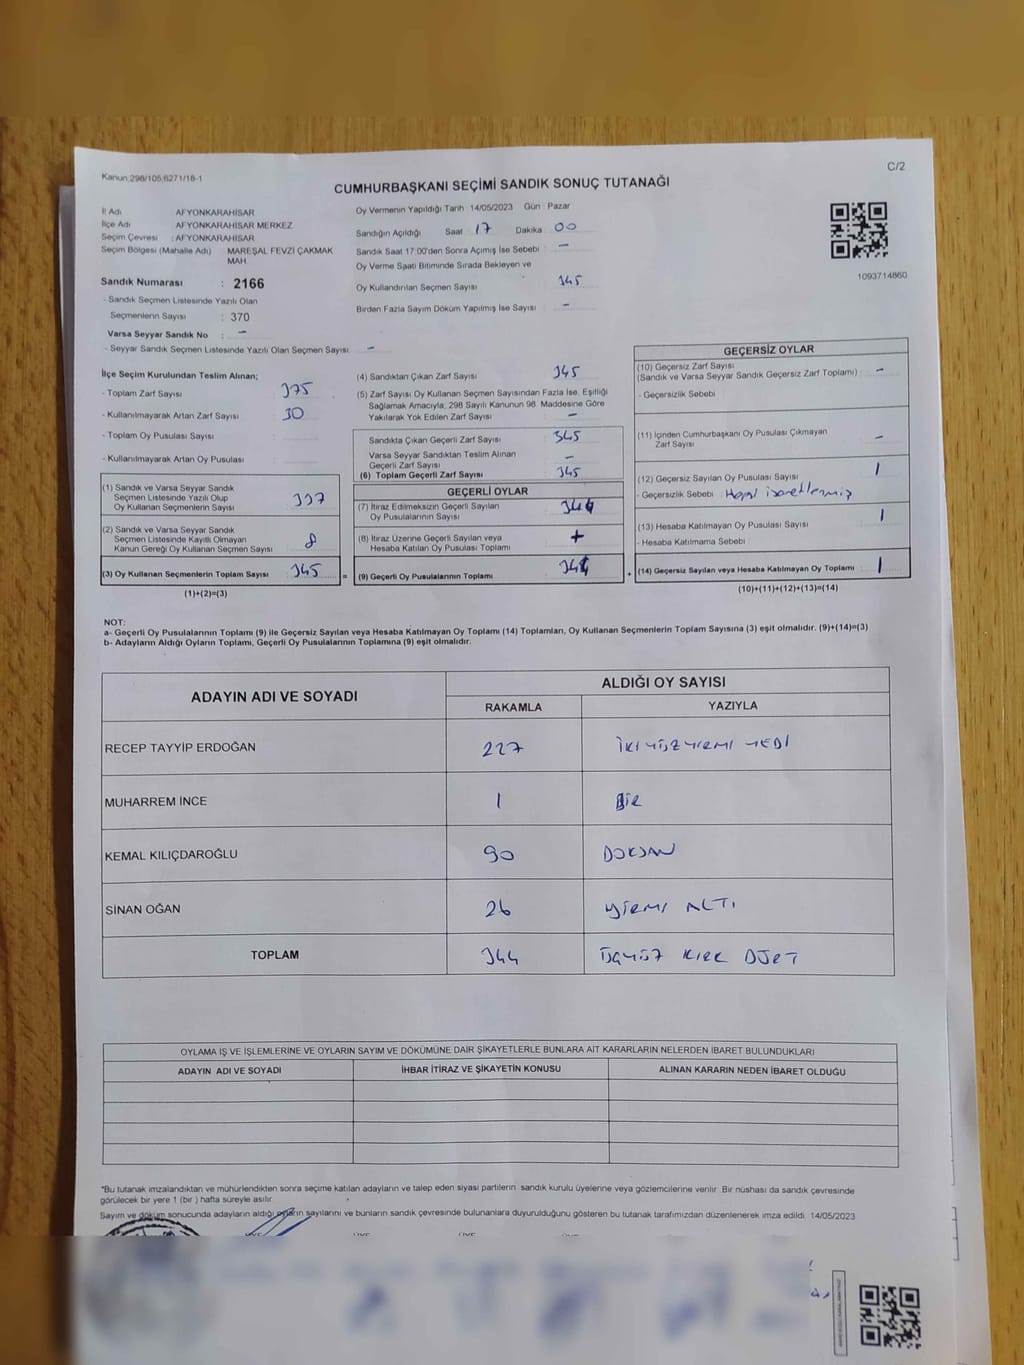 Kanun;298/105;6271/18-1
C/2
CUMHURBAŞKANI SEÇİMİ SANDIK SONUÇ TUTANAĞI
İl Adı AFYONKARAHİSAR
İlçe Adı AFYONKARAHİSAR MERKEZ
Seçim Çevresi : AFYONKARAHİSAR
Seçim Bölgesi (Mahalle Adı) MAREŞAL FEVZİ ÇAKMAK
MAH.
Sandık Numarası : 2166
- Sandık Seçmen Listesinde Yazılı Olan
Seçmenlerin Sayısı : 370
Varsa Seyyar Sandık No : -
- Seyyar Sandık Seçmen Listesinde Yazılı Olan Seçmen Sayısı: -
Oy Vermenin Yapıldığı Tarih 14/05/2023 Gün : Pazar
Sandığın Açıldığı Saat 17 Dakika 00
Sandık Saat 17:00'den Sonra Açılmış İse Sebebi : -
Oy Verme Saati Bitiminde Sırada Bekleyen ve
Oy Kullandırılan Seçmen Sayısı 345
Birden Fazla Sayım Döküm Yapılmış İse Sayısı : -
1093714860
İlçe Seçim Kurulundan Teslim Alınan;
- Toplam Zarf Sayısı 375
- Kullanılmayarak Artan Zarf Sayısı 30
- Toplam Oy Pusulası Sayısı
- Kullanılmayarak Artan Oy Pusulası
(1) Sandık ve Varsa Seyyar Sandık
Seçmen Listesinde Yazılı Olup
Oy Kullanan Seçmenlerin Sayısı 337
(2) Sandık ve Varsa Seyyar Sandık
Seçmen Listesinde Kayıtlı Olmayan
Kanun Gereği Oy Kullanan Seçmen Sayısı 8
(3) Oy Kullanan Seçmenlerin Toplam Sayısı 345
(1)+(2)=(3)
(4) Sandıktan Çıkan Zarf Sayısı 345
(5) Zarf Sayısı Oy Kullanan Seçmen Sayısından Fazla İse, Eşitliği
Sağlamak Amacıyla; 298 Sayılı Kanunun 98. Maddesine Göre
Yakılarak Yok Edilen Zarf Sayısı -
Sandıkta Çıkan Geçerli Zarf Sayısı 345
Varsa Seyyar Sandıktan Teslim Alınan
Geçerli Zarf Sayısı -
(6) Toplam Geçerli Zarf Sayısı 345
GEÇERLİ OYLAR
(7) İtiraz Edilmeksizin Geçerli Sayılan
Oy Pusulalarının Sayısı 344
(8) İtiraz Üzerine Geçerli Sayılan veya
Hesaba Katılan Oy Pusulası Toplamı
= (9) Geçerli Oy Pusulalarının Toplamı 344
GEÇERSİZ OYLAR
(10) Geçersiz Zarf Sayısı
(Sandık ve Varsa Seyyar Sandık Geçersiz Zarf Toplamı) : -
- Geçersizlik Sebebi
(11) İçinden Cumhurbaşkanı Oy Pusulası Çıkmayan
Zarf Sayısı -
(12) Geçersiz Sayılan Oy Pusulası Sayısı 1
- Geçersizlik Sebebi işaretlenmiş
(13) Hesaba Katılmayan Oy Pusulası Sayısı 1
- Hesaba Katılmama Sebebi
+ (14) Geçersiz Sayılan veya Hesaba Katılmayan Oy Toplamı 1
(10)+(11)+(12)+(13)=(14)
NOT:
a- Geçerli Oy Pusulalarının Toplamı (9) ile Geçersiz Sayılan veya Hesaba Katılmayan Oy Toplamı (14) Toplamları, Oy Kullanan Seçmenlerin Toplam Sayısına (3) eşit olmalıdır. (9)+(14)=(3)
b- Adayların Aldığı Oyların Toplamı, Geçerli Oy Pusulalarının Toplamına (9) eşit olmalıdır.
ADAYIN ADI VE SOYADI ALDIĞI OY SAYISI
RAKAMLA YAZIYLA
RECEP TAYYİP ERDOĞAN 227 İKİYÜZYİRMİ YEDİ
MUHARREM İNCE 1 BİR
KEMAL KILIÇDAROĞLU 90 DOKSAN
SİNAN OĞAN 26 YİRMİ ALTI
TOPLAM 344 ÜÇYÜZ KIRK DÖRT
OYLAMA İŞ VE İŞLEMLERİNE VE OYLARIN SAYIM VE DÖKÜMÜNE DAİR ŞİKAYETLERLE BUNLARA AİT KARARLARIN NELERDEN İBARET BULUNDUKLARI
ADAYIN ADI VE SOYADI İHBAR İTİRAZ VE ŞİKAYETİN KONUSU ALINAN KARARIN NEDEN İBARET OLDUĞU
*Bu tutanak imzalandıktan ve mühürlendikten sonra seçime katılan adayların ve talep eden siyasi partilerin sandık kurulu üyelerine veya gözlemcilerine verilir. Bir nüshası da sandık çevresinde
görülecek bir yere 1 (bir ) hafta süreyle asılır.
Sayım ve döküm sonucunda adayların aldığı oyların sayılarını ve bunların sandık çevresinde bulunanlara duyurulduğunu gösteren bu tutanak tarafımızdan düzenlenerek imza edildi. 14/05/2023